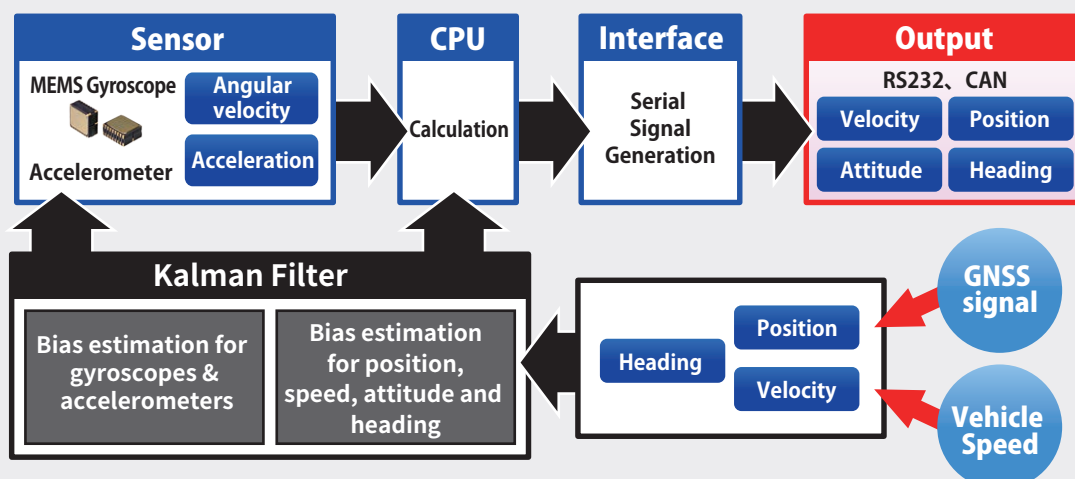 Sensor
MEMS Gyroscope
Accelerometer
Angular
velocity
Acceleration
CPU
Calculation
Interface
Serial
Signal
Generation
Output
RS232、 CAN
Velocity
Position
Attitude
Heading
Kalman Filter
Bias estimation for
gyroscopes &
accelerometers
Bias estimation
for position,
speed, attitude and
heading
Heading
Position
Velocity
GNSS
signal
Vehicle
Speed